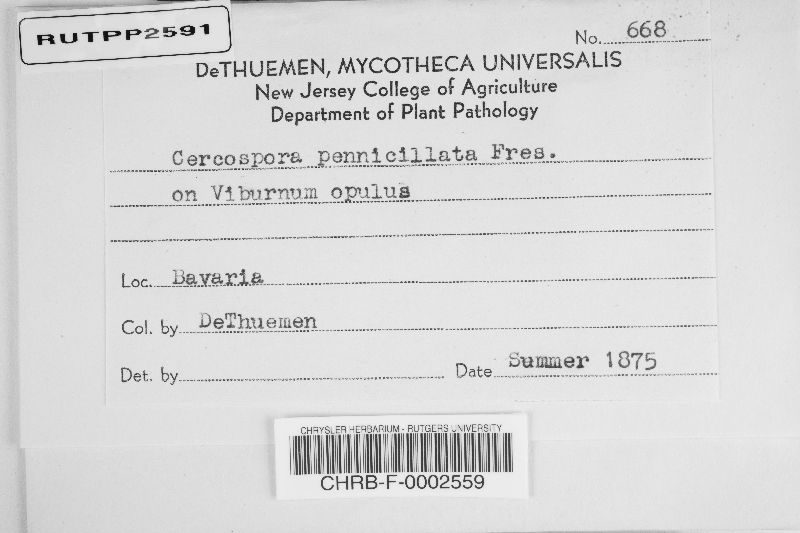 RUTPP2591
No. 668
DeTHUEMEN, MYCOTHECA UNIVERSALIS
New Jersey College of Agriculture
Department of Plant Pathology
Cercospora pennicillata Fres.
on Viburnum opulus
Loc. Bavaria
Col. by DeThuemen
Det. by
Date Summer 1875
CHRYSLER HERBARIUM - RUTGERS UNIVERSITY
CHRB-F-0002559